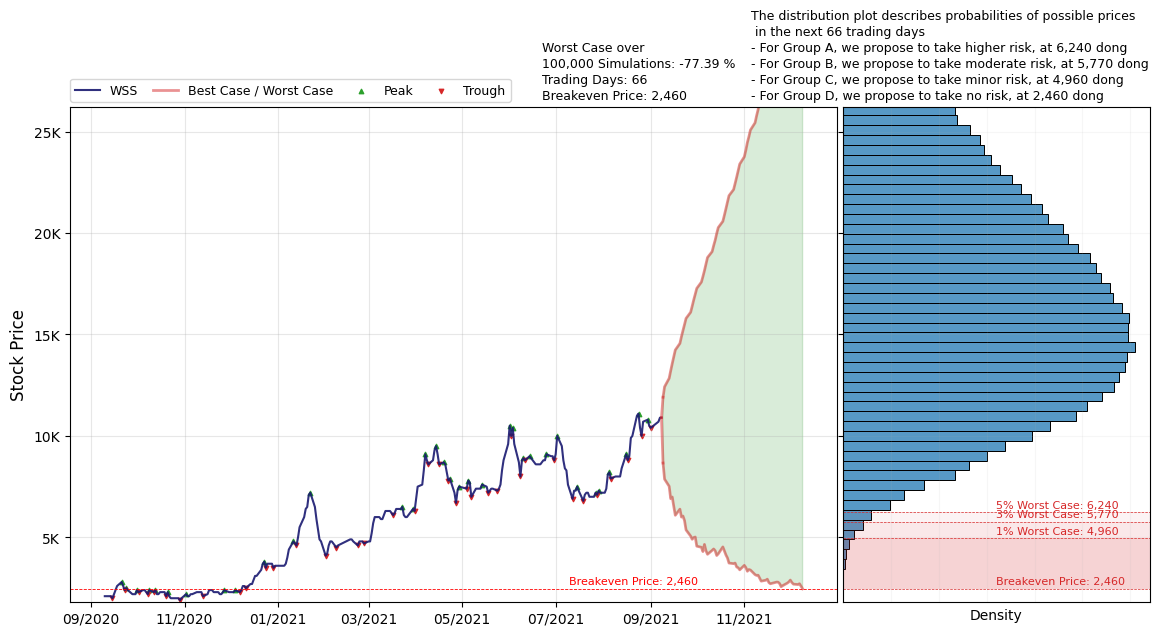 The distribution plot describes probabilities of possible prices
in the next 66 trading days
- For Group A, we propose to take higher risk, at 6,240 dong
- For Group B, we propose to take moderate risk, at 5,770 dong
- For Group C, we propose to take minor risk, at 4,960 dong
- For Group D, we propose to take no risk, at 2,460 dong
Worst Case over
100,000 Simulations: -77.39 %
Trading Days: 66
Breakeven Price: 2,460
WSS
Best Case / Worst Case
Peak
Trough
Stock Price
25K
20K
15K
10K
5K
Breakeven Price: 2,460
09/2020
11/2020
01/2021
03/2021
05/2021
07/2021
09/2021
11/2021
5% Worst Case: 6,240
3% Worst Case: 5,770
1% Worst Case: 4,960
Breakeven Price: 2,460
Density